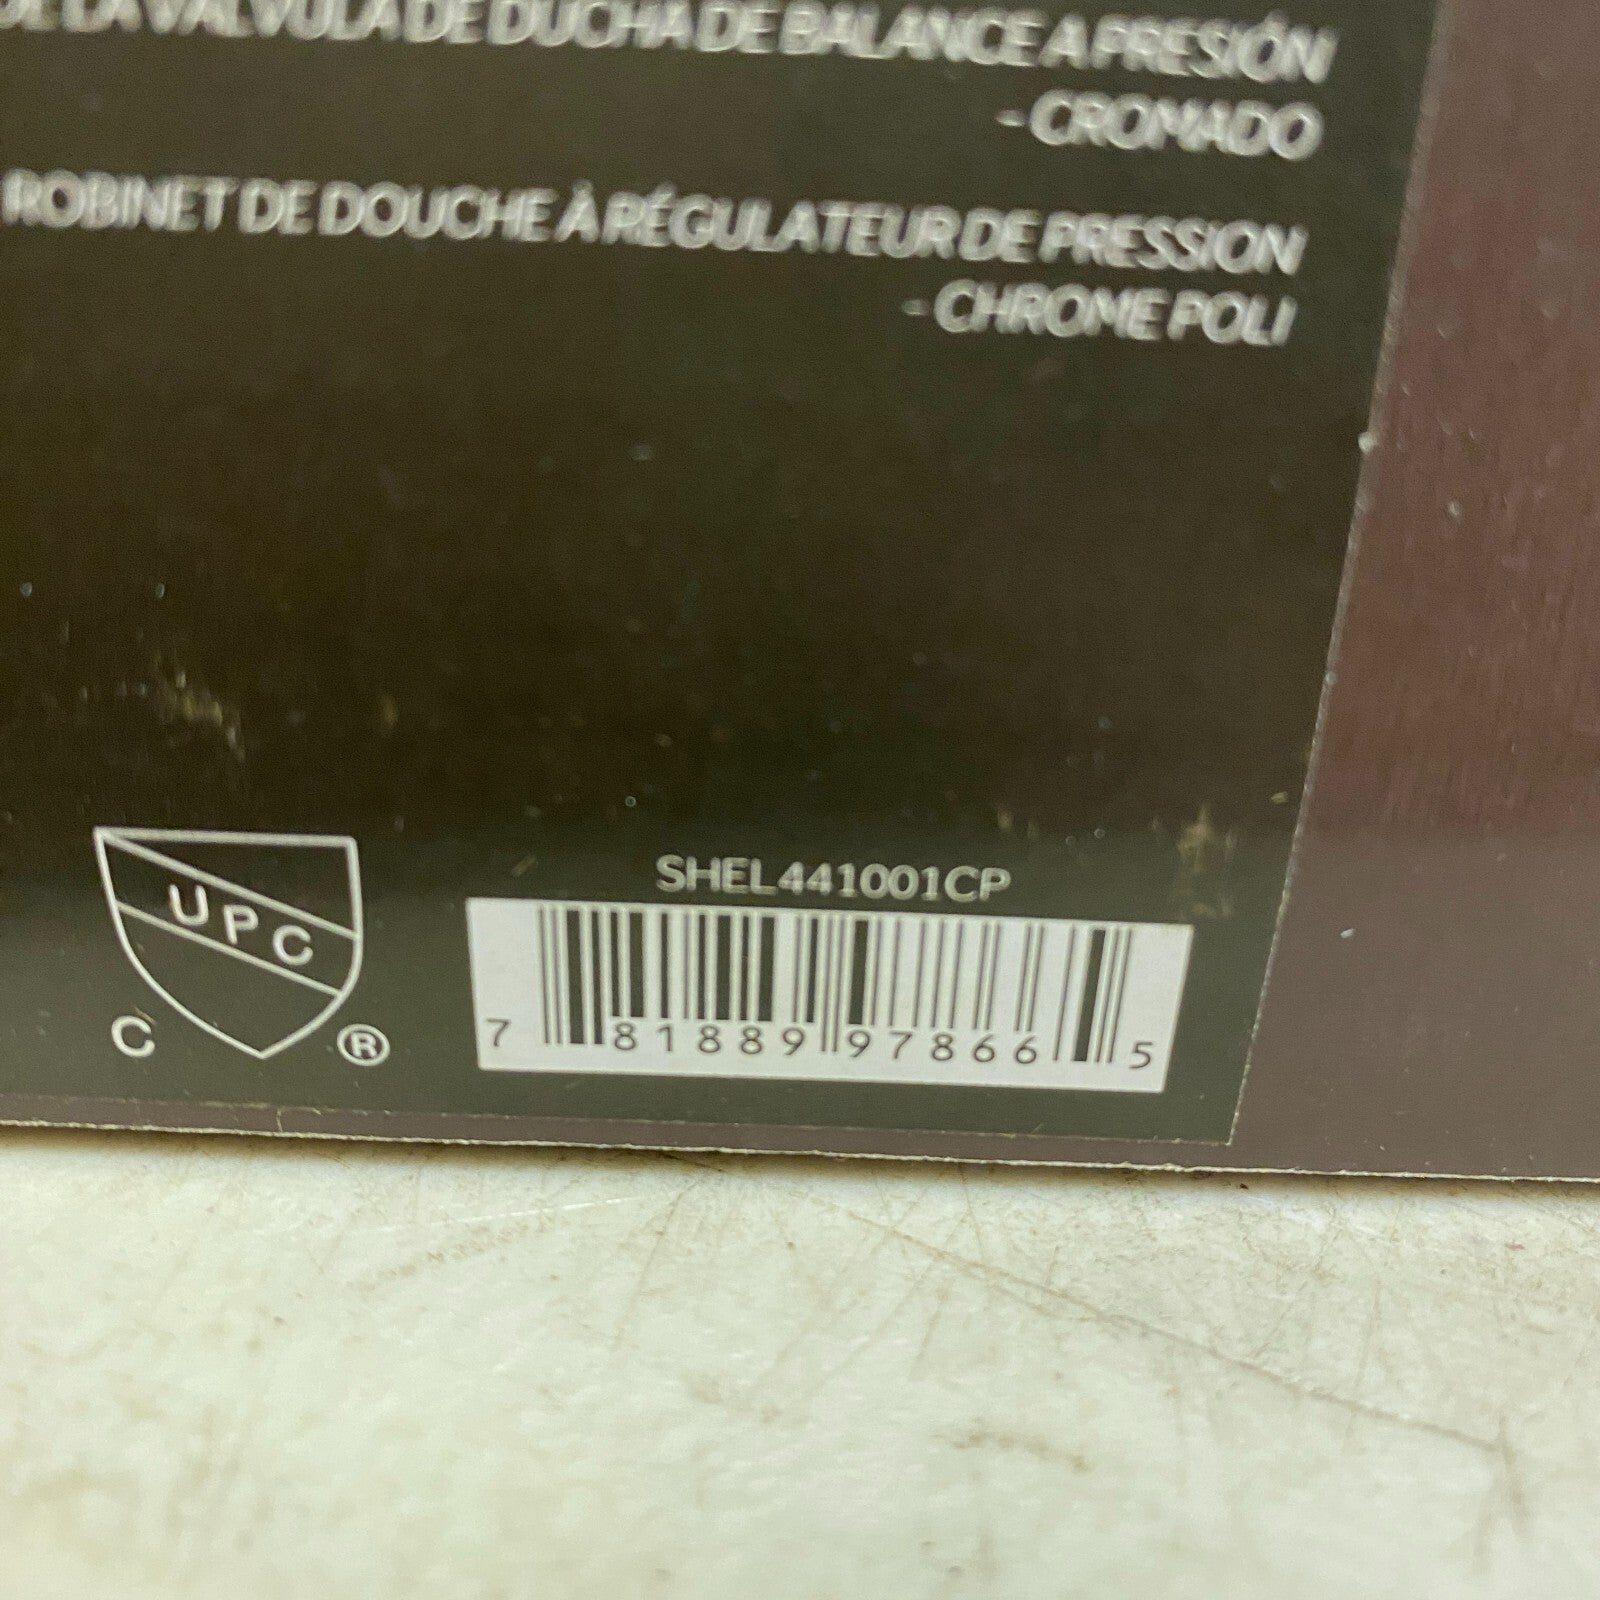 DE LA VALVULA DE DUCHA DE BALANCE A PRESIÓN
- CROMADO
ROBINET DE DOUCHE À RÉGULATEUR DE PRESSION
- CHROME POLI
SHEL441001CP
UPC
C ®
7 81889 97866 5